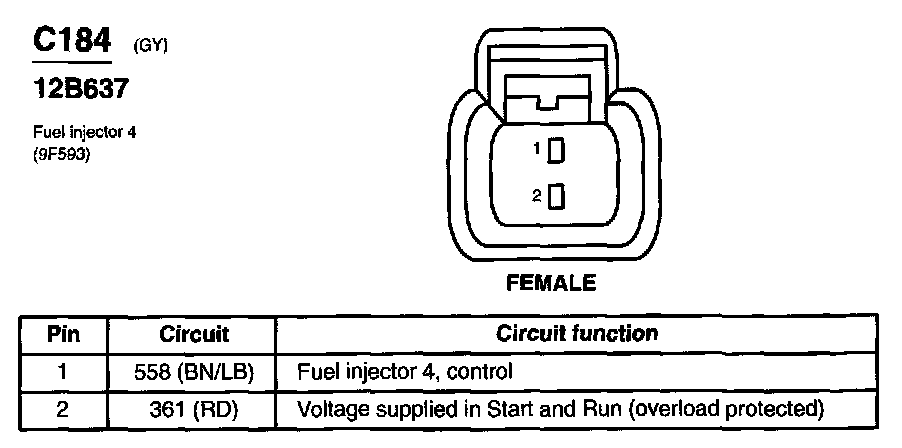 C184 (GY)
12B637
Fuel injector 4
(9F593)
1
2
FEMALE
Pin Circuit Circuit function
1 558 (BN/LB) Fuel injector 4, control
2 361 (RD) Voltage supplied in Start and Run (overload protected)